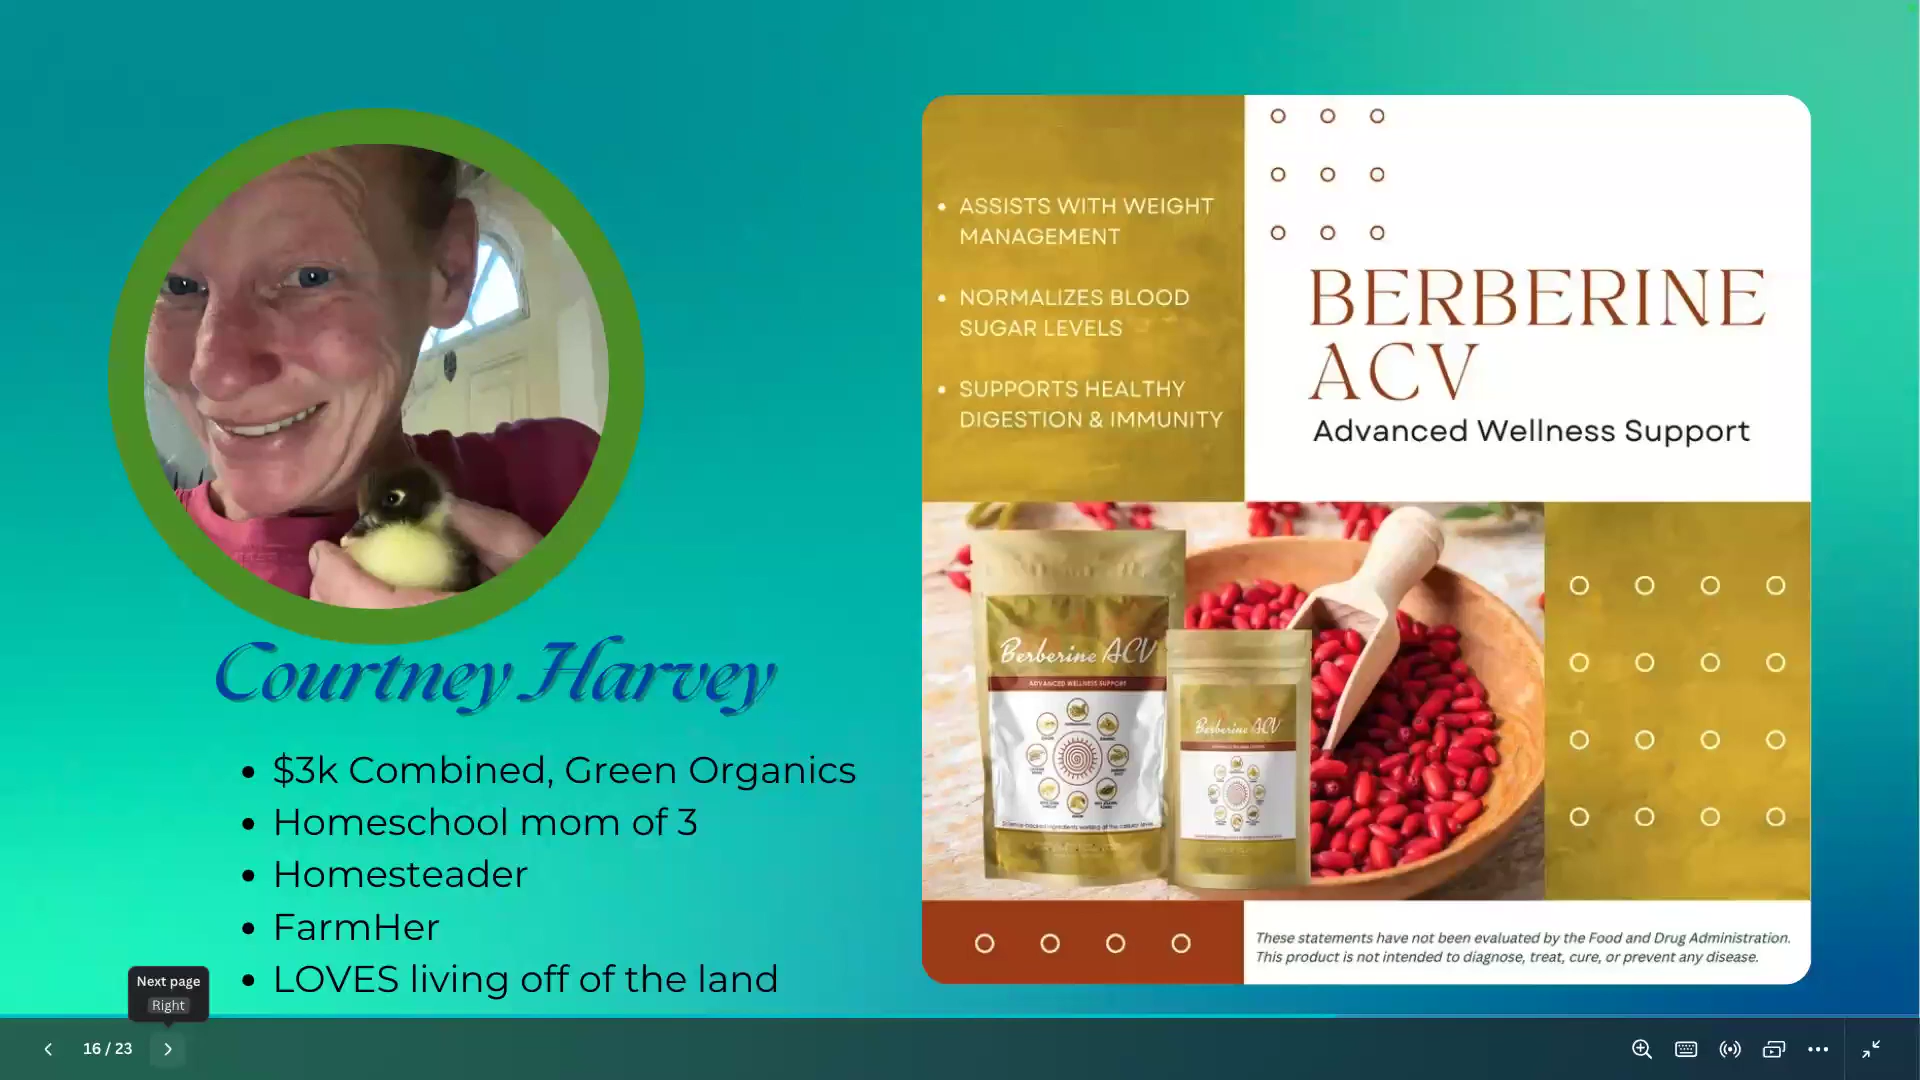 Courtney Harvey
• $3k Combined, Green Organics
• Homeschool mom of 3
• Homesteader
• FarmHer
• LOVES living off of the land
• ASSISTS WITH WEIGHT
MANAGEMENT
• NORMALIZES BLOOD
SUGAR LEVELS
• SUPPORTS HEALTHY
DIGESTION & IMMUNITY
BERBERINE
ACV
Advanced Wellness Support
Berberine ACV
ADVANCED WELLNESS SUPPORT
Berberine ACV
These statements have not been evaluated by the Food and Drug Administration.
This product is not intended to diagnose, treat, cure, or prevent any disease.
Next page
Right
16 / 23